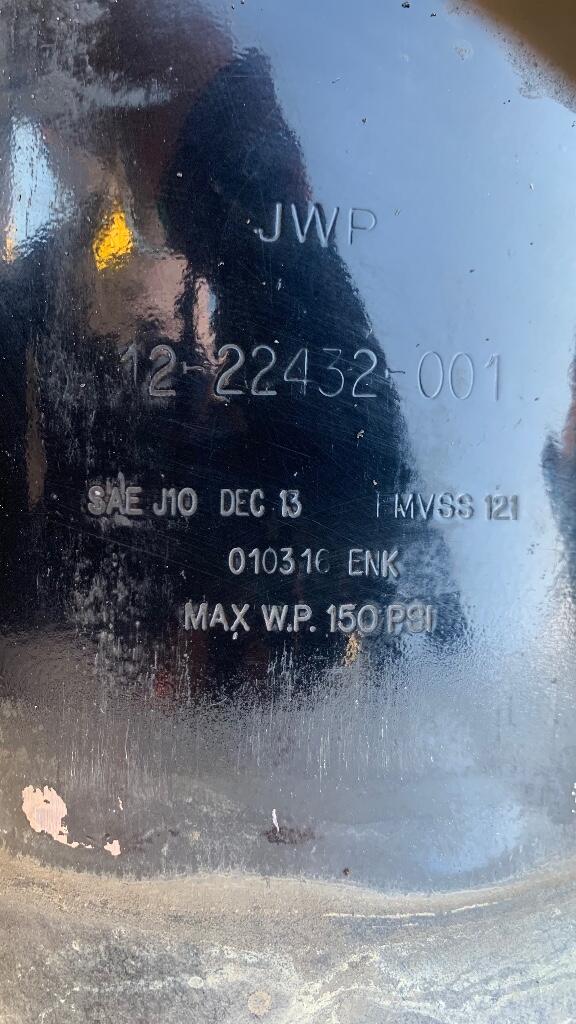 JWP
12-22432-001
SAE J10 DEC 13 FMVSS 121
010316 ENK
MAX W.P. 150 PSI